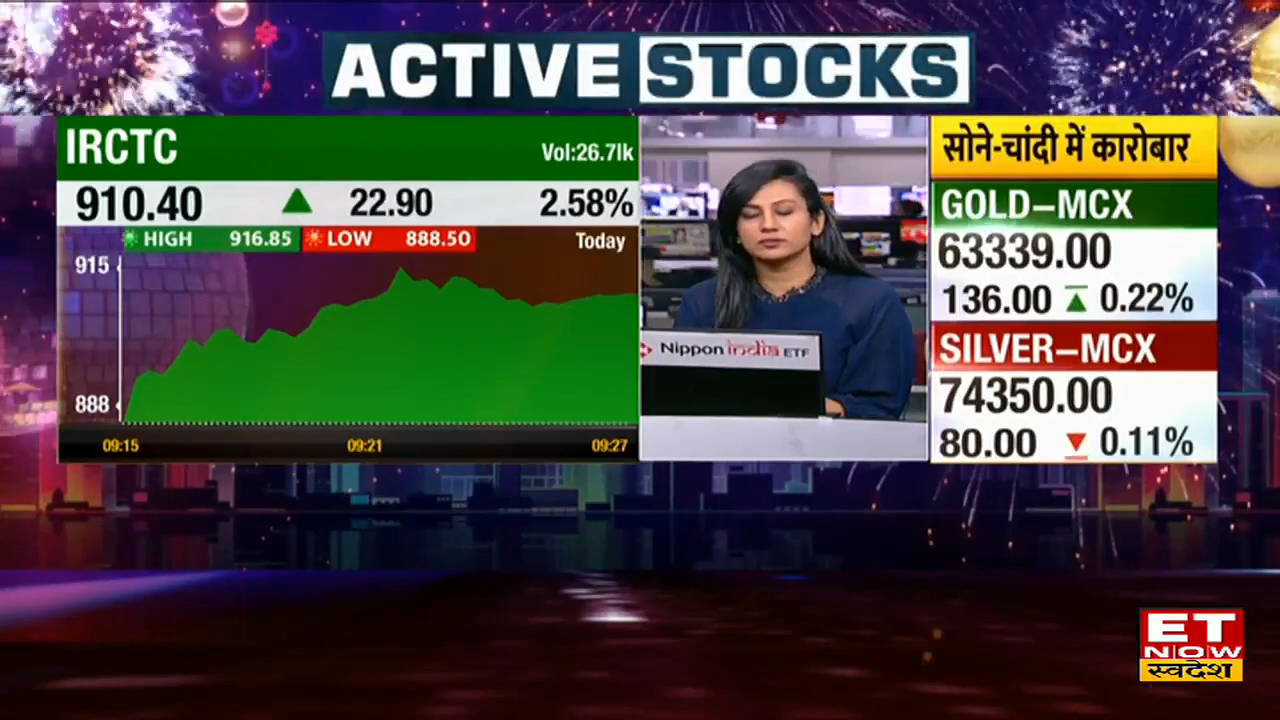 ACTIVE STOCKS
IRCTC
Vol:26.7lk
910.40 ▲ 22.90 2.58%
HIGH 916.85 LOW 888.50 Today
915
888
09:15 09:21 09:27
Nippon india ETF
सोने-चांदी में कारोबार
GOLD–MCX
63339.00
136.00 ▲ 0.22%
SILVER–MCX
74350.00
80.00 ▼ 0.11%
ET
NOW
स्वदेश